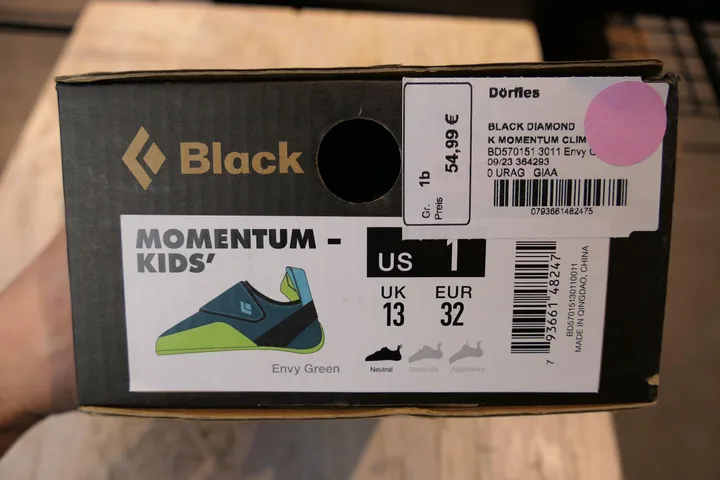 Black
Dörfles
BLACK DIAMOND
K MOMENTUM CLIM
BD570151 3011 Envy
09/23 364293
0 URAG GIAA
0793661482475
Gr. 1b
Preis 54,99 €
MOMENTUM -
KIDS’
US 1
UK EUR
13 32
Neutral Moderate Aggressive
Envy Green
7 93661 48247
BD57015130110011
MADE IN QINGDAO, CHINA